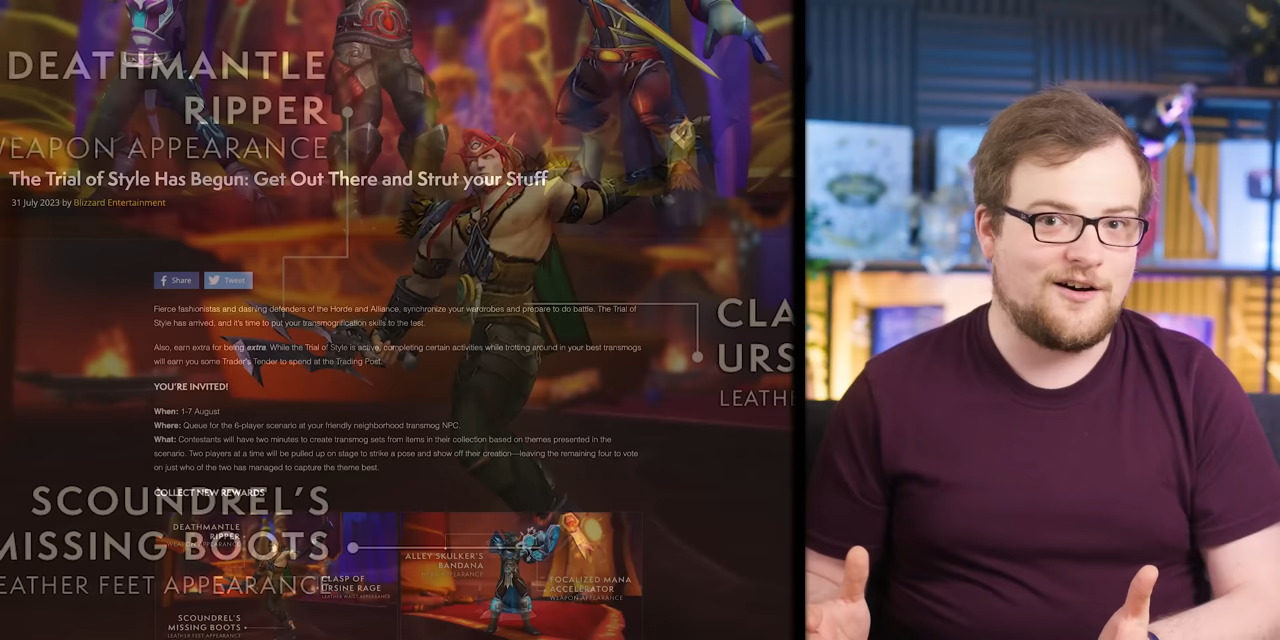 DEATHMANTLE
RIPPER
WEAPON APPEARANCE
The Trial of Style Has Begun: Get Out There and Strut your Stuff
31 July 2023 by Blizzard Entertainment
Share Tweet
Fierce fashionistas and dashing defenders of the Horde and Alliance, synchronize your wardrobes and prepare to do battle. The Trial of
Style has arrived, and it's time to put your transmogrification skills to the test.
Also, earn extra for being extra. While the Trial of Style is active, completing certain activities while trotting around in your best transmogs
will earn you some Trader's Tender to spend at the Trading Post.
YOU'RE INVITED!
When: 1-7 August
Where: Queue for the 6-player scenario at your friendly neighborhood transmog NPC.
What: Contestants will have two minutes to create transmog sets from items in their collection based on themes presented in the
scenario. Two players at a time will be pulled up on stage to strike a pose and show off their creation—leaving the remaining four to vote
on just who of the two has managed to capture the theme best.
CLA
URS
LEATHE
COLLECT NEW REWARDS
SCOUNDREL'S
MISSING BOOTS
LEATHER FEET APPEARANCE
DEATHMANTLE
RIPPER
WEAPON APPEARANCE
CLASP OF
URSINE RAGE
LEATHER WAIST APPEARANCE
SCOUNDREL'S
MISSING BOOTS
LEATHER FEET APPEARANCE
ALLEY SKULKER'S
BANDANA
APPEARANCE
FOCALIZED MANA
ACCELERATOR
WEAPON APPEARANCE